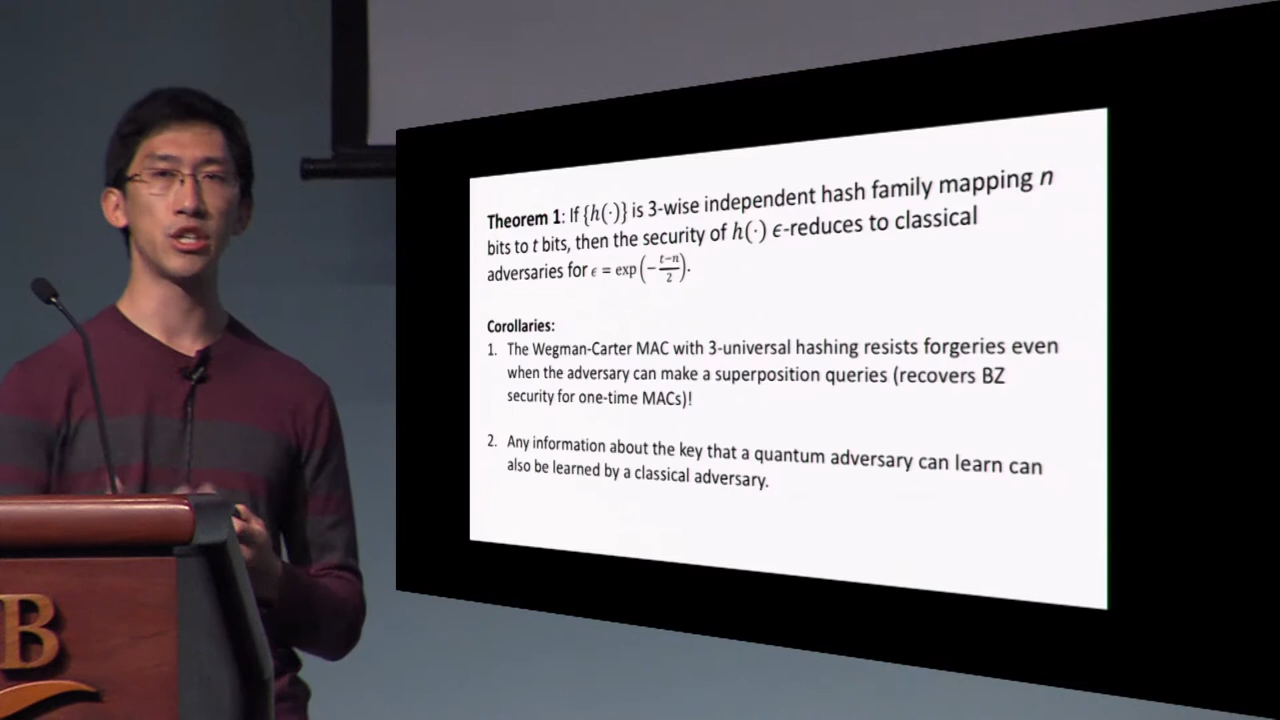 Theorem 1: If {h(·)} is 3-wise independent hash family mapping n
bits to t bits, then the security of h(·) ϵ-reduces to classical
adversaries for ϵ = exp(−(t−n)/2).
Corollaries:
1. The Wegman-Carter MAC with 3-universal hashing resists forgeries even
when the adversary can make a superposition queries (recovers BZ
security for one-time MACs)!
2. Any information about the key that a quantum adversary can learn can
also be learned by a classical adversary.
B